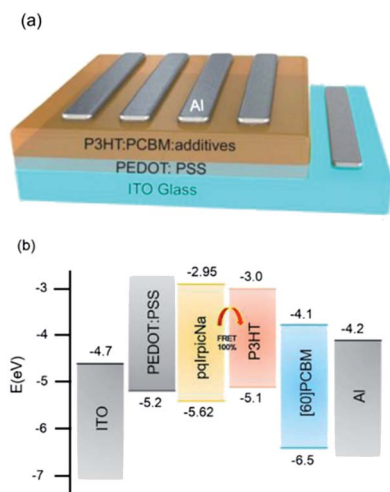 (a)
Al
P3HT:PCBM:additives
PEDOT: PSS
ITO Glass
(b)
E(eV)
-3
-4
-5
-6
-7
-4.7
ITO
PEDOT:PSS
-5.2
-2.95
pqIrpicNa
-5.62
FRET
100%
-3.0
P3HT
-5.1
-4.1
[60]PCBM
-6.5
-4.2
Al